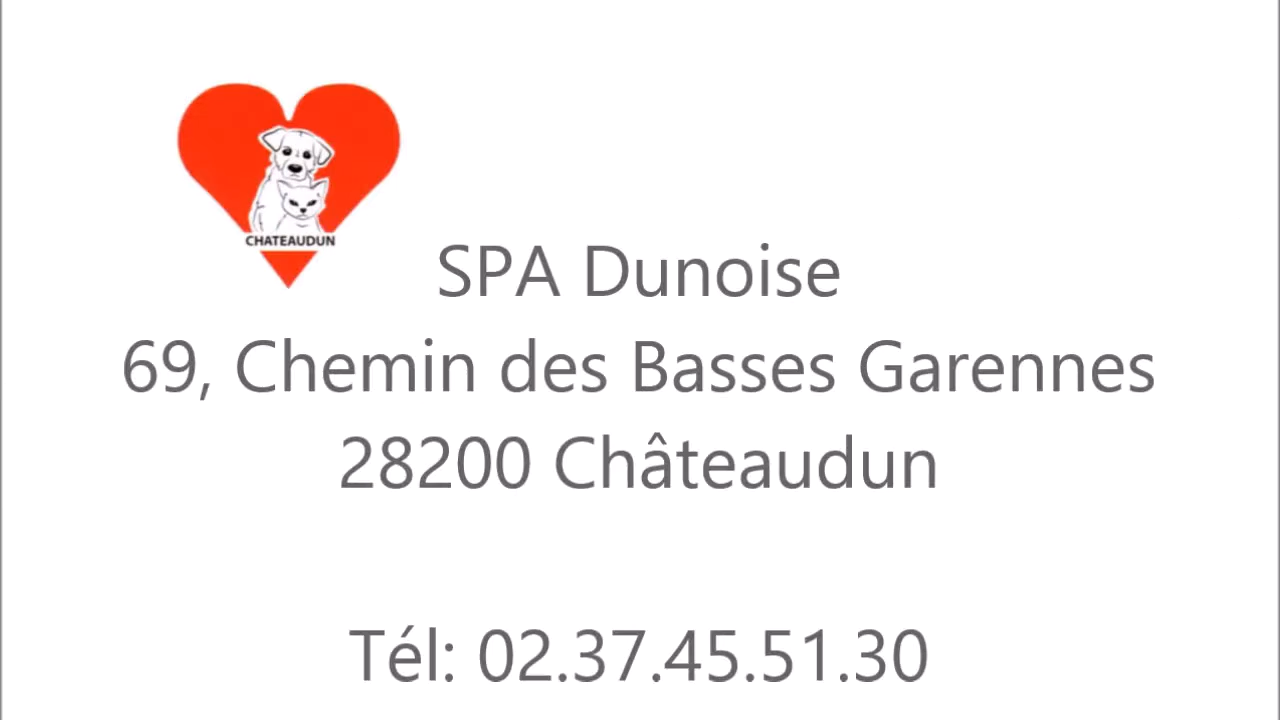 CHATEAUDUN
SPA Dunoise
69, Chemin des Basses Garennes
28200 Châteaudun
Tél: 02.37.45.51.30